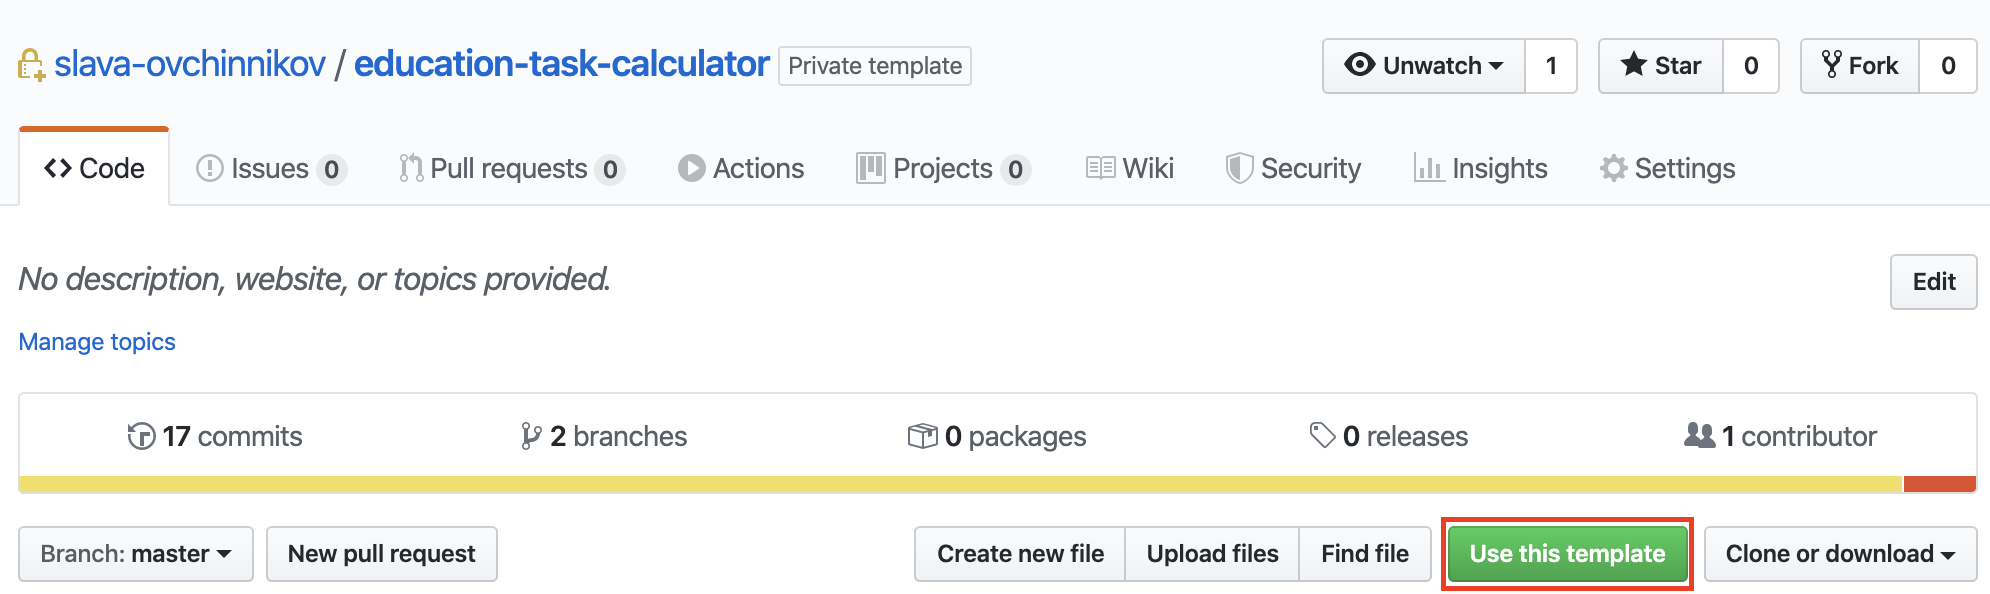 slava-ovchinnikov / education-task-calculator Private template Unwatch 1 Star 0 Fork 0
Code Issues 0 Pull requests 0 Actions Projects 0 Wiki Security Insights Settings
No description, website, or topics provided. Edit
Manage topics
17 commits 2 branches 0 packages 0 releases 1 contributor
Branch: master New pull request Create new file Upload files Find file Use this template Clone or download